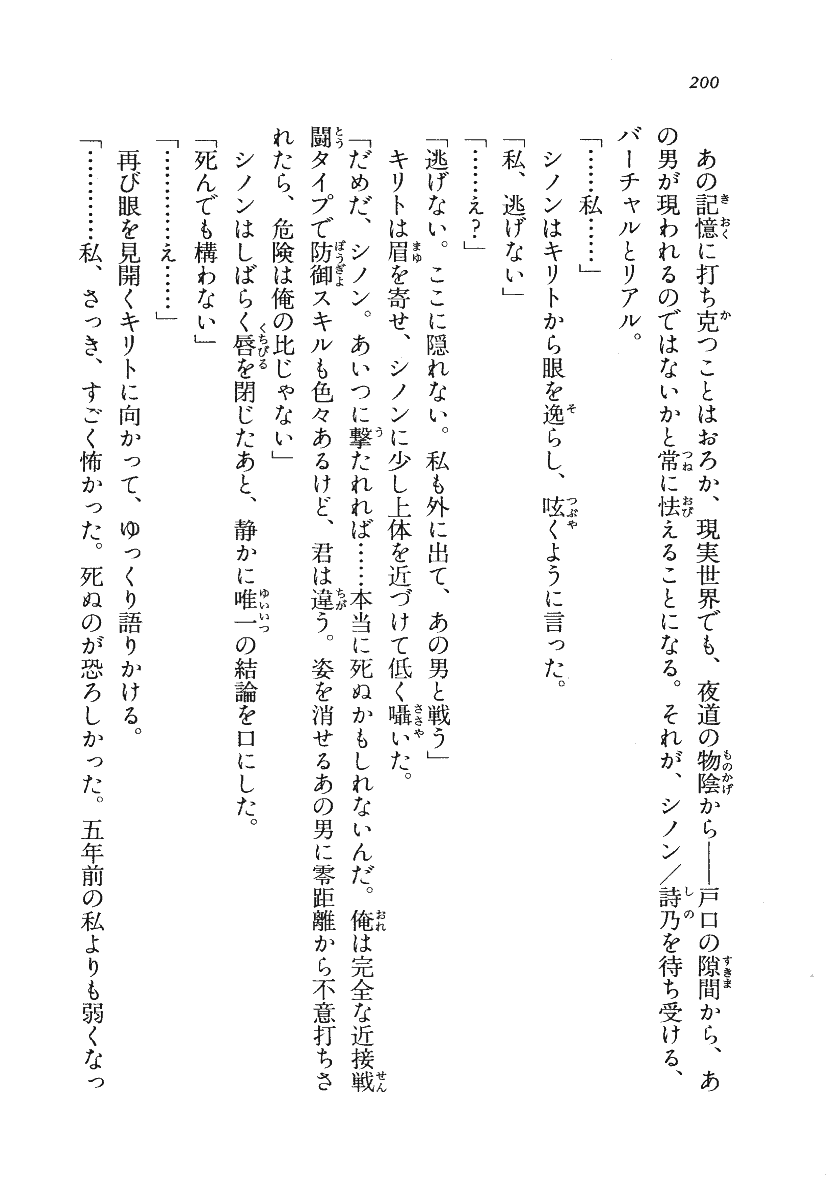 200
あの記憶に打ち克つことはおろか、現実世界でも、夜道の物陰から——戸口の隙間から、あ
の男が現われるのではないかと常に怯えることになる。それが、シノン／詩乃を待ち受ける、
バーチャルとリアル。
「……私……」
シノンはキリトから眼を逸らし、呟くように言った。
「私、逃げない」
「……え？」
「逃げない。ここに隠れない。私も外に出て、あの男と戦う」
キリトは眉を寄せ、シノンに少し上体を近づけて低く囁いた。
「だめだ、シノン。あいつに撃たれれば……本当に死ぬかもしれないんだ。俺は完全な近接戦
闘タイプで防御スキルも色々あるけど、君は違う。姿を消せるあの男に零距離から不意打ちさ
れたら、危険は俺の比じゃない」
シノンはしばらく唇を閉じたあと、静かに唯一の結論を口にした。
「死んでも構わない」
「…………え……」
再び眼を見開くキリトに向かって、ゆっくり語りかける。
「…………私、さっき、すごく怖かった。死ぬのが恐ろしかった。五年前の私よりも弱くなっ